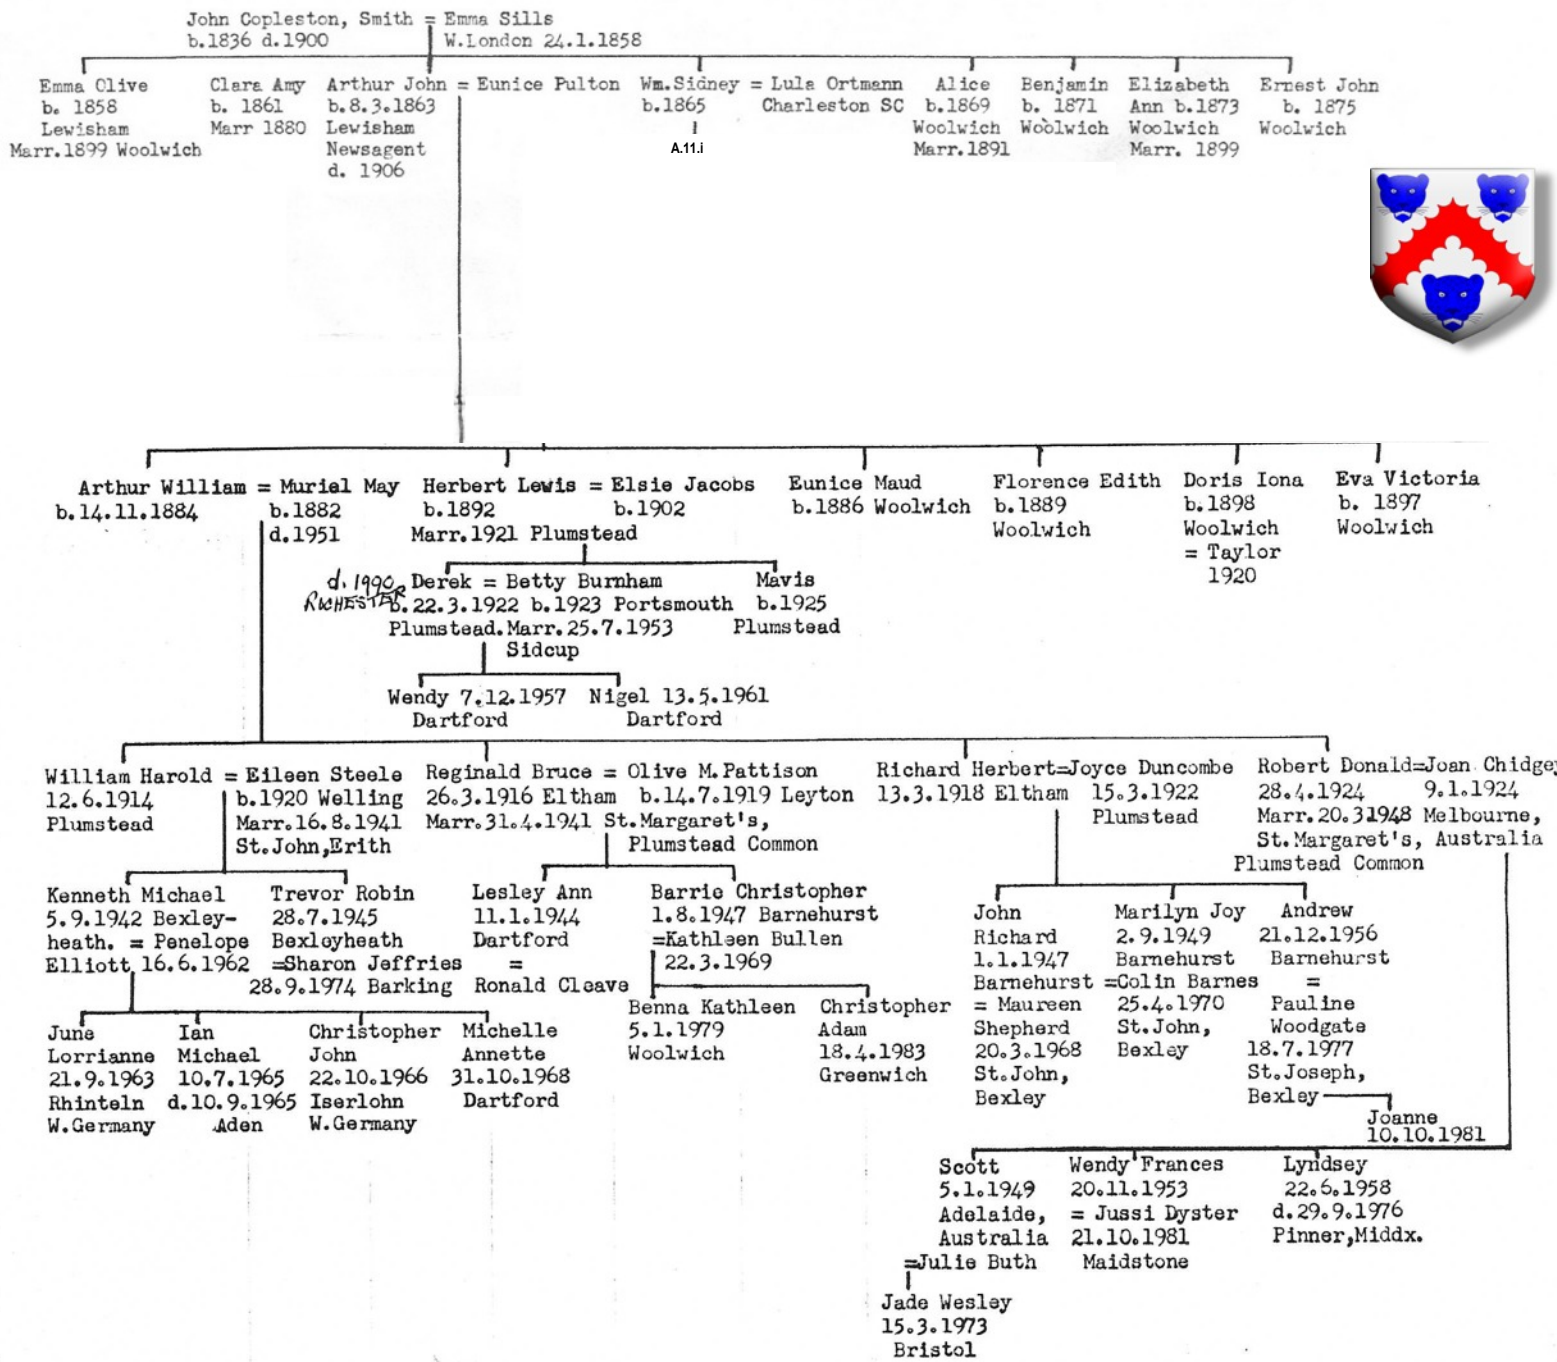 John Copleston, Smith = Emma Sills
b.1836 d.1900 W.London 24.1.1858
Emma Olive
b. 1858
Lewisham
Marr.1899 Woolwich
Clara Amy
b. 1861
Marr 1880
Arthur John = Eunice Pulton
b.8.3.1863
Lewisham
Newsagent
d. 1906
Wm.Sidney = Lula Ortmann
b.1865 Charleston SC
A.11.i
Alice
b.1869
Woolwich
Marr.1891
Benjamin
b. 1871
Woolwich
Elizabeth
Ann b.1873
Woolwich
Marr. 1899
Ernest John
b. 1875
Woolwich
Arthur William = Muriel May
b.14.11.1884 b.1882
d.1951
Herbert Lewis = Elsie Jacobs
b.1892 b.1902
Marr.1921 Plumstead
Eunice Maud
b.1886 Woolwich
Florence Edith
b.1889
Woolwich
Doris Iona
b.1898
Woolwich
= Taylor
1920
Eva Victoria
b. 1897
Woolwich
d. 1990
ROCHESTER
Derek = Betty Burnham
b.22.3.1922 b.1923 Portsmouth
Plumstead. Marr.25.7.1953
Sidcup
Mavis
b.1925
Plumstead
Wendy 7.12.1957
Dartford
Nigel 13.5.1961
Dartford
William Harold = Eileen Steele
12.6.1914 b.1920 Welling
Plumstead Marr.16.8.1941
St.John,Erith
Reginald Bruce = Olive M.Pattison
26.3.1916 Eltham b.14.7.1919 Leyton
Marr.31.4.1941 St.Margaret's,
Plumstead Common
Richard Herbert=Joyce Duncombe
13.3.1918 Eltham 15.3.1922
Plumstead
Robert Donald=Joan Chidgey
28.4.1924 9.1.1924
Marr.20.31948 Melbourne,
St.Margaret's, Australia
Plumstead Common
Kenneth Michael
5.9.1942 Bexley-
heath. = Penelope
Elliott 16.6.1962
Trevor Robin
28.7.1945
Bexleyheath
=Sharon Jeffries
28.9.1974 Barking
Lesley Ann
11.1.1944
Dartford
=
Ronald Cleave
Barrie Christopher
1.8.1947 Barnehurst
=Kathleen Bullen
22.3.1969
John
Richard
1.1.1947
Barnehurst
= Maureen
Shepherd
20.3.1968
St.John,
Bexley
Marilyn Joy
2.9.1949
Barnehurst
=Colin Barnes
25.4.1970
St.John,
Bexley
Andrew
21.12.1956
Barnehurst
=
Pauline
Woodgate
18.7.1977
St.Joseph,
Bexley
Joanne
10.10.1981
June
Lorrianne
21.9.1963
Rhinteln
W.Germany
Ian
Michael
10.7.1965
d.10.9.1965
Aden
Christopher
John
22.10.1966
Iserlohn
W.Germany
Michelle
Annette
31.10.1968
Dartford
Benna Kathleen
5.1.1979
Woolwich
Christopher
Adam
18.4.1983
Greenwich
Scott
5.1.1949
Adelaide,
Australia
=Julie Buth
Wendy Frances
20.11.1953
= Jussi Dyster
21.10.1981
Maidstone
Lyndsey
22.6.1958
d.29.9.1976
Pinner,Middx.
Jade Wesley
15.3.1973
Bristol